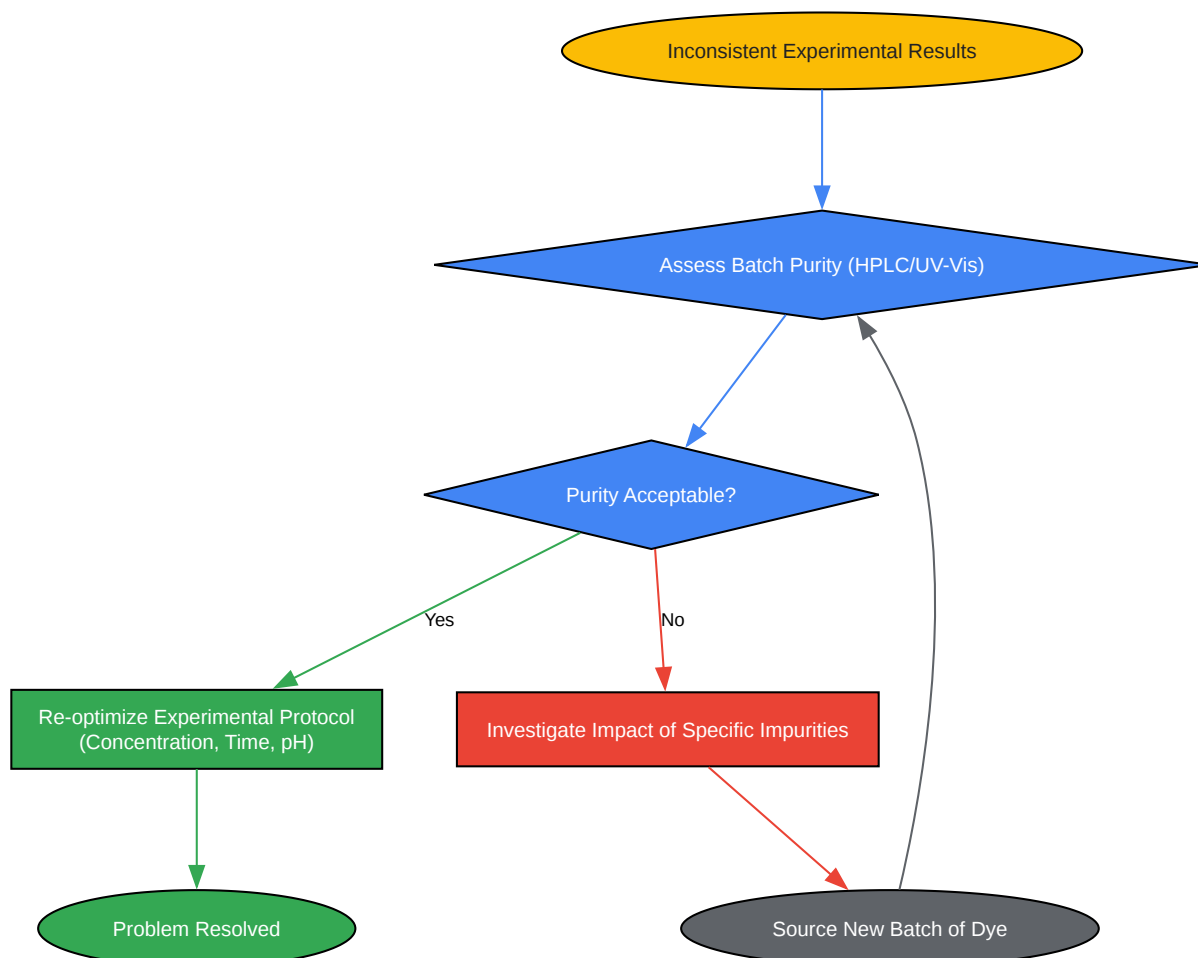 Inconsistent Experimental Results
Assess Batch Purity (HPLC/UV-Vis)
Purity Acceptable?
Yes
No
Re-optimize Experimental Protocol
(Concentration, Time, pH)
Investigate Impact of Specific Impurities
Problem Resolved
Source New Batch of Dye